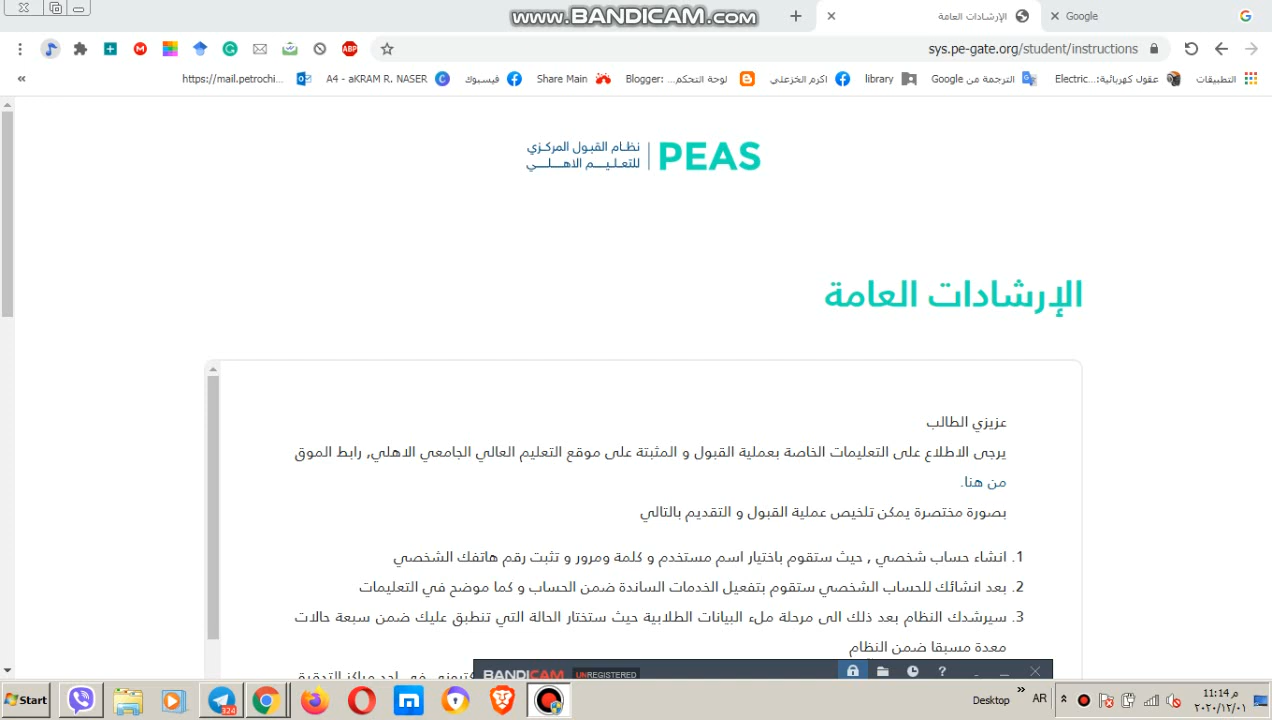 www.BANDICAM.com
الإرشادات العامة
Google
sys.pe-gate.org/student/instructions
ABP
التطبيقات
عقول كهربائية:...Electric
الترجمة من Google
library
اكرم الخزعلي
لوحة التحكم... :Blogger
Share Main
فيسبوك
A4 - aKRAM R. NASER
https://mail.petrochi...
PEAS
نظام القبول المركزي
للتعليم الاهلي
الإرشادات العامة
عزيزي الطالب
يرجى الاطلاع على التعليمات الخاصة بعملية القبول و المثبتة على موقع التعليم العالي الجامعي الاهلي, رابط الموق
من هنا.
بصورة مختصرة يمكن تلخيص عملية القبول و التقديم بالتالي
1. انشاء حساب شخصي , حيث ستقوم باختيار اسم مستخدم و كلمة ومرور و تثبت رقم هاتفك الشخصي
2. بعد انشائك للحساب الشخصي ستقوم بتفعيل الخدمات الساندة ضمن الحساب و كما موضح في التعليمات
3. سيرشدك النظام بعد ذلك الى مرحلة ملء البيانات الطلابية حيث ستختار الحالة التي تنطبق عليك ضمن سبعة حالات
معدة مسبقا ضمن النظام
BANDICAM UNREGISTERED
Start
324
Desktop
AR
11:14 م
٢٠٢٠/١٢/٠١